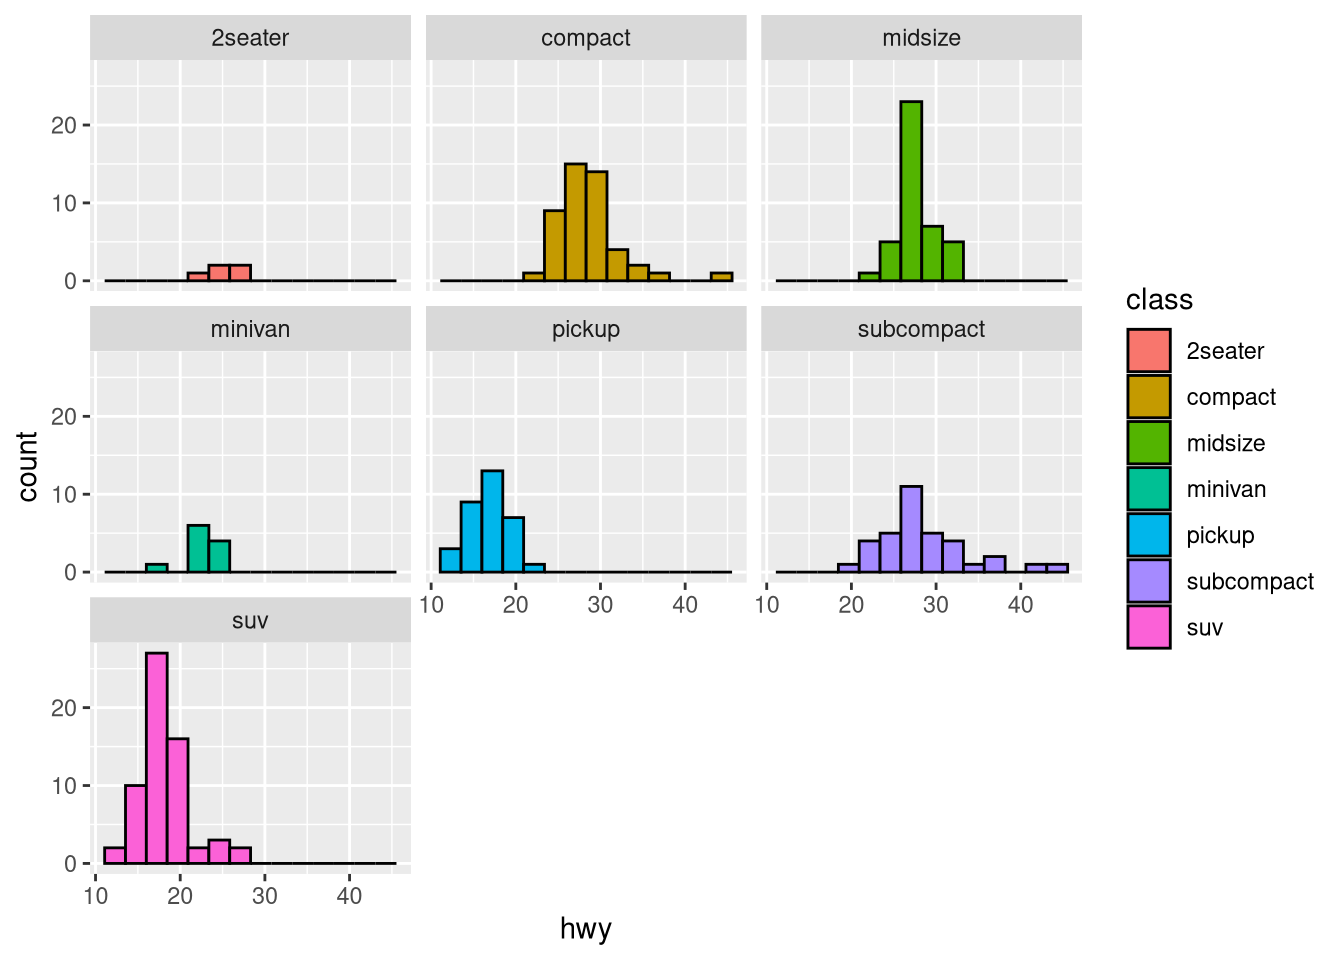 2seater compact midsize
20
10
0
minivan pickup subcompact
20
10
0
10 20 30 40 10 20 30 40
suv
20
10
0
10 20 30 40
count
hwy
class
2seater
compact
midsize
minivan
pickup
subcompact
suv